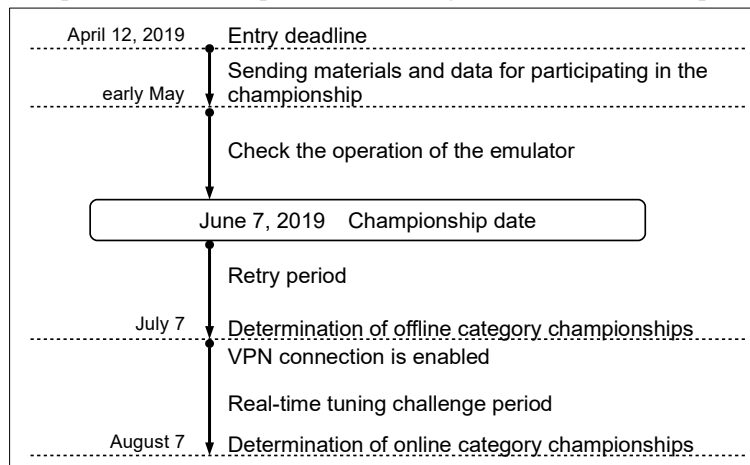 April 12, 2019 Entry deadline
Sending materials and data for participating in the
early May championship
Check the operation of the emulator
June 7, 2019 Championship date
Retry period
July 7 Determination of offline category championships
VPN connection is enabled
Real-time tuning challenge period
August 7 Determination of online category championships